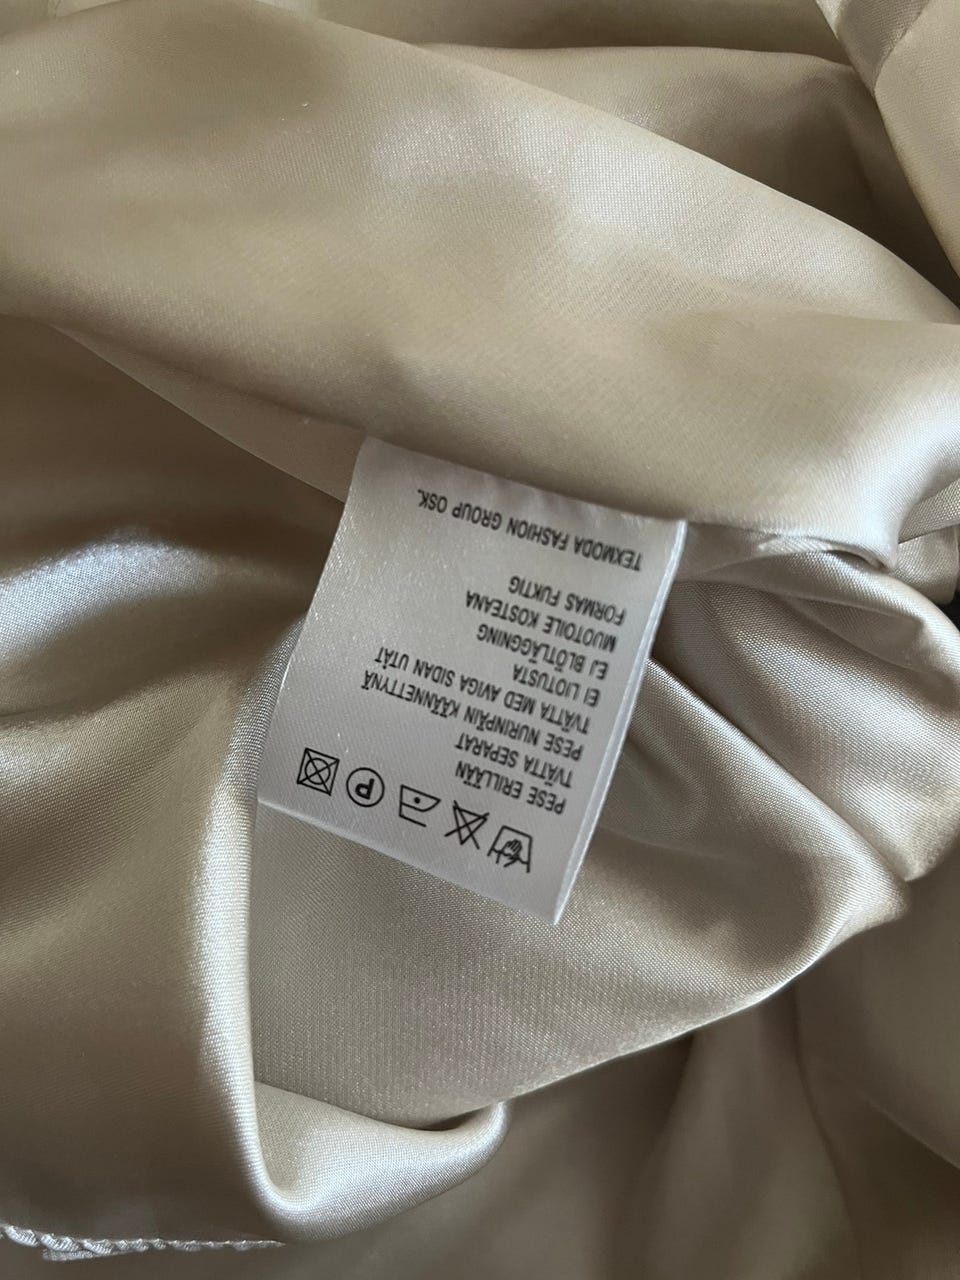 PESE ERILLÄÄN
TVÄTTA SEPARAT
PESE NURINPÄIN KÄÄNNETTYNÄ
TVÄTTA MED AVIGA SIDAN UTÅT
EI LIOTUSTA
EJ BLÖTLÄGGNING
MUOTOILE KOSTEANA
FORMAS FUKTIG
TEXMODA FASHION GROUP OSK.